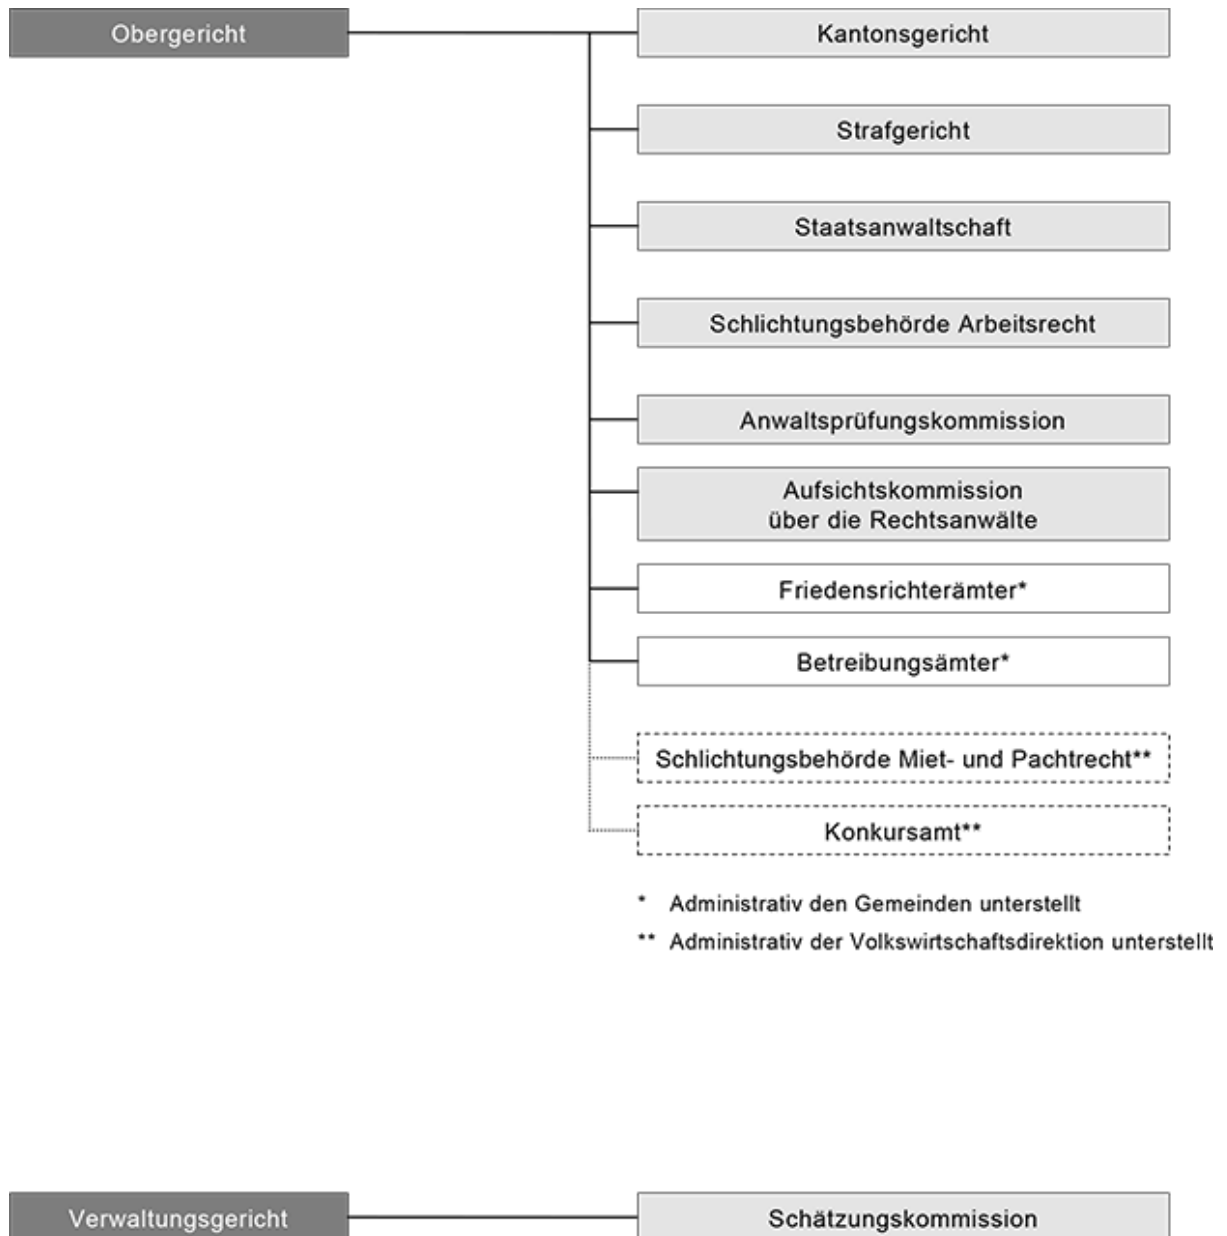 Obergericht
Kantonsgericht
Strafgericht
Staatsanwaltschaft
Schlichtungsbehörde Arbeitsrecht
Anwaltsprüfungskommission
Aufsichtskommission
über die Rechtsanwälte
Friedensrichterämter*
Betreibungsämter*
Schlichtungsbehörde Miet- und Pachtrecht**
Konkursamt**
* Administrativ den Gemeinden unterstellt
** Administrativ der Volkswirtschaftsdirektion unterstellt
Verwaltungsgericht
Schätzungskommission